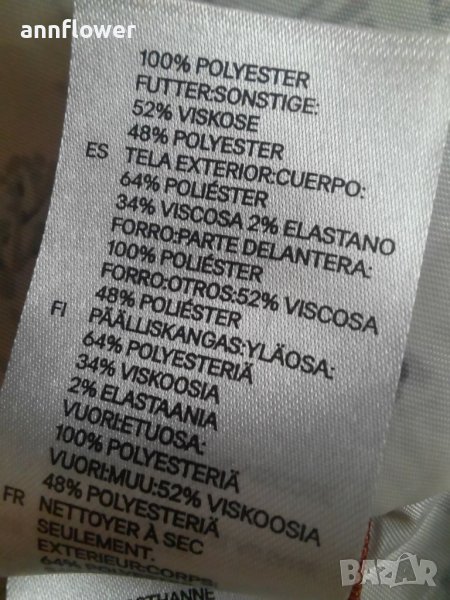 annflower
100% POLYESTER
FUTTER:SONSTIGE:
52% VISKOSE
48% POLYESTER
ES TELA EXTERIOR:CUERPO:
64% POLIÉSTER
34% VISCOSA 2% ELASTANO
FORRO:PARTE DELANTERA:
100% POLIÉSTER
FORRO:OTROS:52% VISCOSA
48% POLIÉSTER
FI PÄÄLLISKANGAS:YLÄOSA:
64% POLYESTERIÄ
34% VISKOOSIA
2% ELASTAANIA
VUORI:ETUOSA:
100% POLYESTERIÄ
VUORI:MUU:52% VISKOOSIA
48% POLYESTERIÄ
FR NETTOYER À SEC
SEULEMENT.
EXTERIEUR:CORPS:
64%
BAZAR